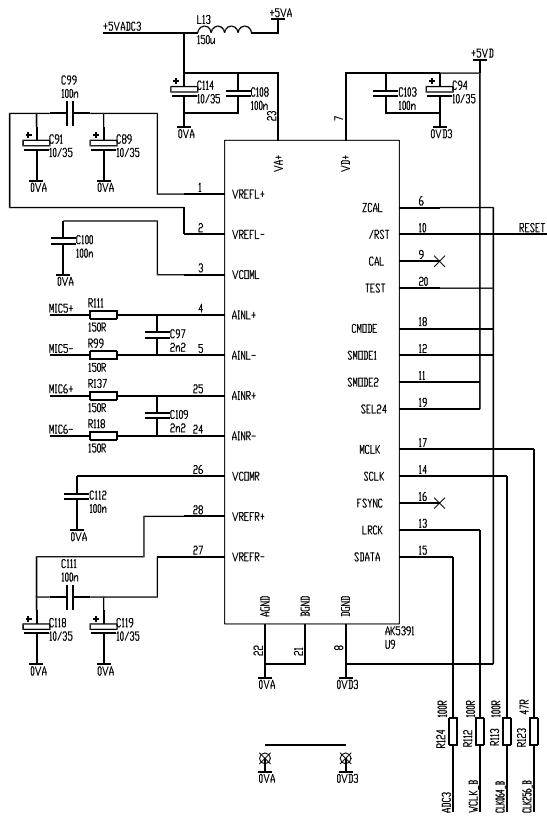 +5VADC3
L13
150u
+5VA
+5VD
C114
10/35
C108
100n
0VA
23
7
C103
100n
C94
10/35
0VD3
C99
100n
C91
10/35
C89
10/35
0VA
0VA
VA+
VD+
1 VREFL+
2 VREFL-
C100
100n
0VA
3 VCOML
MIC5+ R111 150R 4 AINL+
C97
2n2
MIC5- R99 150R 5 AINL-
MIC6+ R137 150R 25 AINR+
C109
2n2
MIC6- R118 150R 24 AINR-
26 VCOMR
C112
100n
0VA
28 VREFR+
C111
100n
27 VREFR-
C118
10/35
C119
10/35
0VA
0VA
ZCAL 6
/RST 10 RESET
CAL 9
TEST 20
CMODE 18
SMODE1 12
SMODE2 11
SEL24 19
MCLK 17
SCLK 14
FSYNC 16
LRCK 13
SDATA 15
AGND
BGND
DGND
AK5391
U9
22
21
8
0VA
0VD3
0VA
0VD3
R124 100R
R112 100R
R113 100R
R123 47R
ADC3
WCLK_B
CLK064_B
CLK256_B